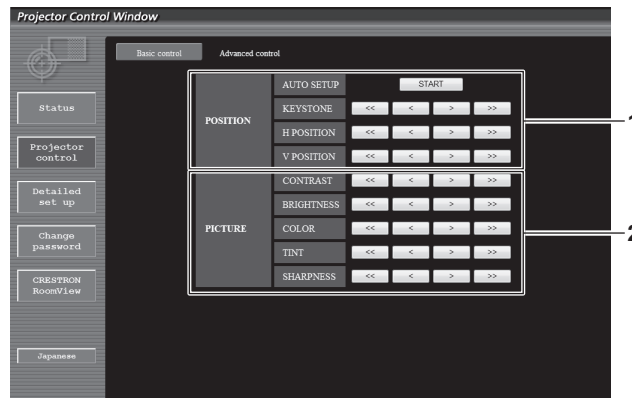 Projector Control Window
Basic control Advanced control
Status
Projector
control
Detailed
set up
Change
password
CRESTRON
RoomView
Japanese
POSITION
AUTO SETUP START
KEYSTONE << < > >>
H POSITION << < > >>
V POSITION << < > >>
1
PICTURE
CONTRAST << < > >>
BRIGHTNESS << < > >>
COLOR << < > >>
TINT << < > >>
SHARPNESS << < > >>
2